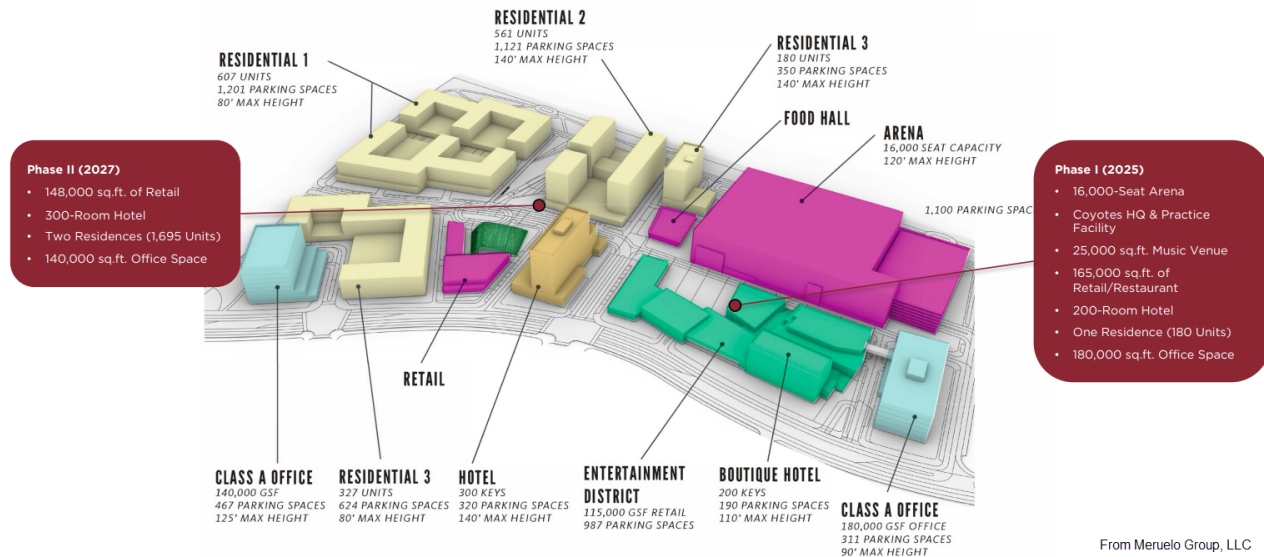 RESIDENTIAL 2
561 UNITS
1,121 PARKING SPACES
140' MAX HEIGHT
RESIDENTIAL 1
607 UNITS
1,201 PARKING SPACES
80' MAX HEIGHT
RESIDENTIAL 3
180 UNITS
350 PARKING SPACES
140' MAX HEIGHT
FOOD HALL
ARENA
16,000 SEAT CAPACITY
120' MAX HEIGHT
1,100 PARKING SPAC
Phase II (2027)
• 148,000 sq.ft. of Retail
• 300-Room Hotel
• Two Residences (1,695 Units)
• 140,000 sq.ft. Office Space
Phase I (2025)
• 16,000-Seat Arena
• Coyotes HQ & Practice
Facility
• 25,000 sq.ft. Music Venue
• 165,000 sq.ft. of
Retail/Restaurant
• 200-Room Hotel
• One Residence (180 Units)
• 180,000 sq.ft. Office Space
RETAIL
CLASS A OFFICE
140,000 GSF
467 PARKING SPACES
125' MAX HEIGHT
RESIDENTIAL 3
327 UNITS
624 PARKING SPACES
80' MAX HEIGHT
HOTEL
300 KEYS
320 PARKING SPACES
140' MAX HEIGHT
ENTERTAINMENT
DISTRICT
115,000 GSF RETAIL
987 PARKING SPACES
BOUTIQUE HOTEL
200 KEYS
190 PARKING SPACES
110' MAX HEIGHT
CLASS A OFFICE
180,000 GSF OFFICE
311 PARKING SPACES
90' MAX HEIGHT
From Meruelo Group, LLC